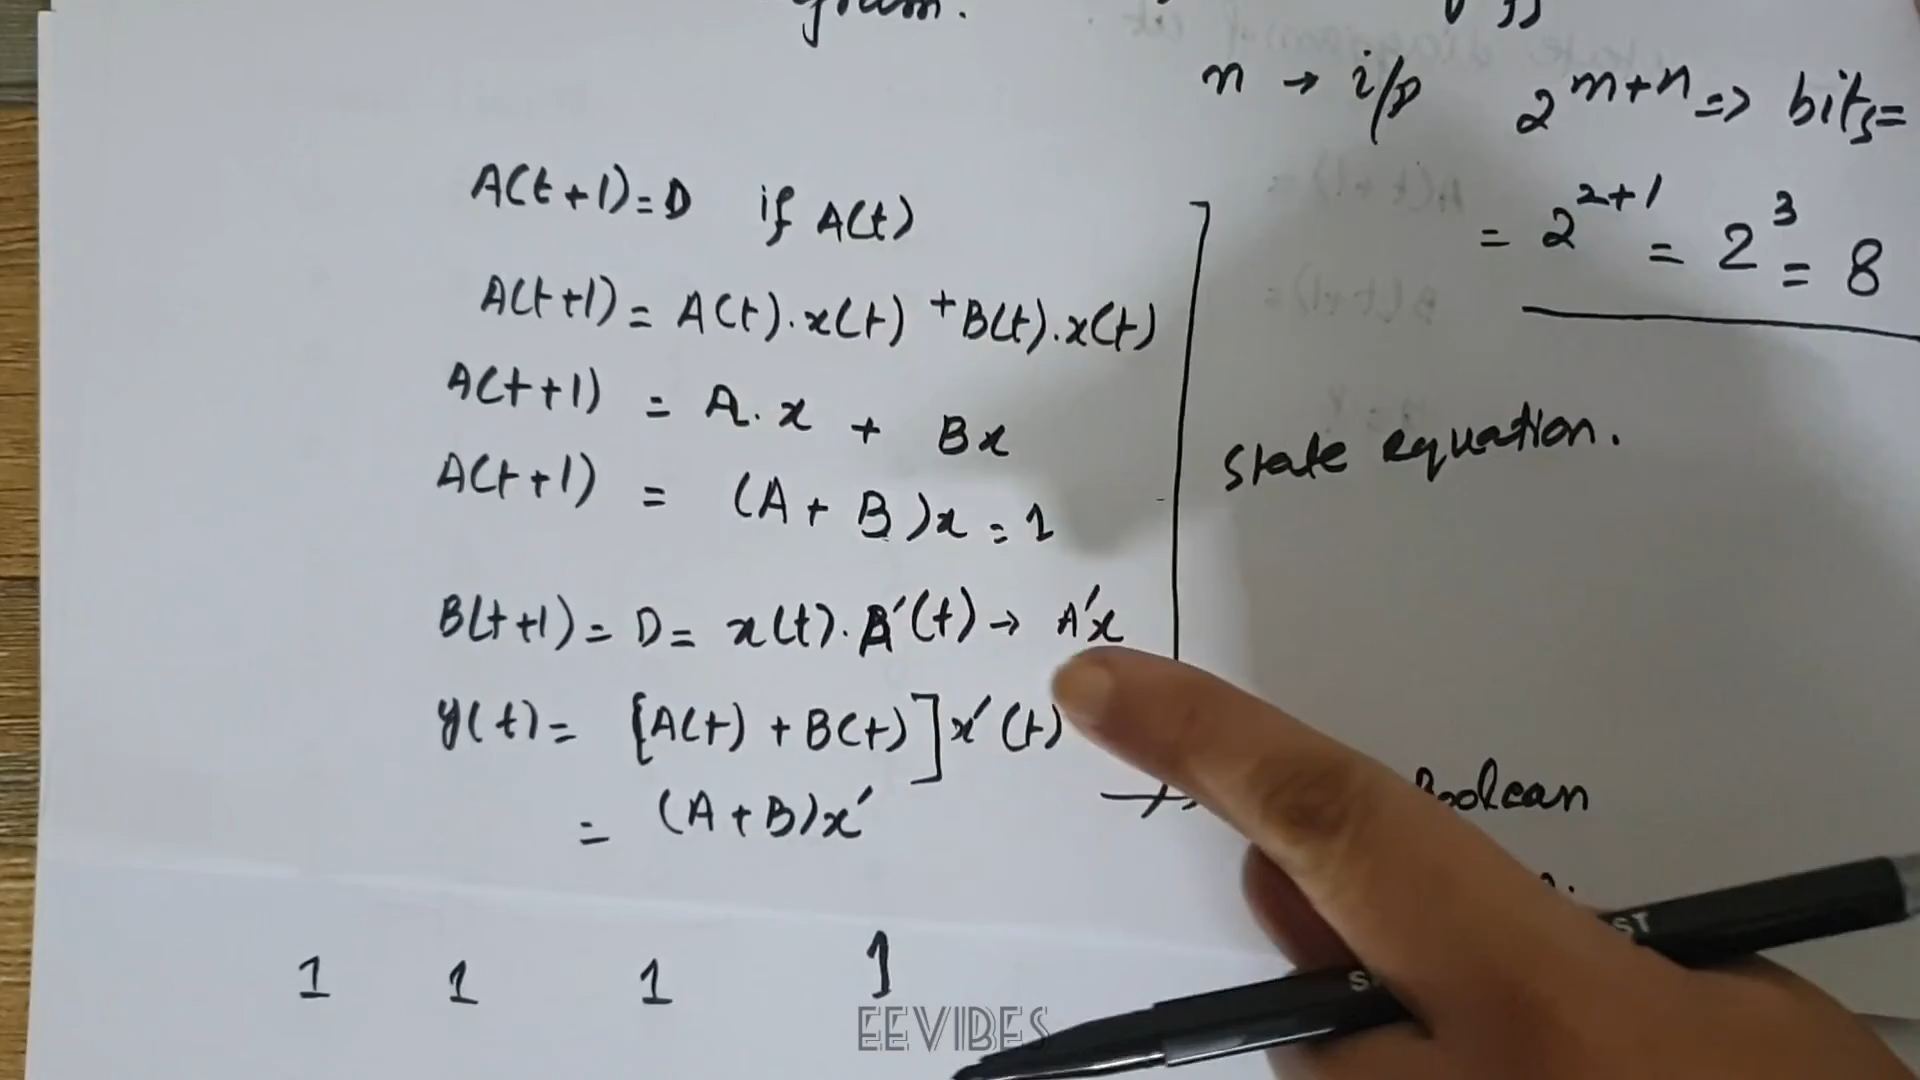 n → i/p 2^m+n => bits =
= 2^2+1 = 2^3 = 8
A(t+1) = D if A(t)
A(t+1) = A(t).x(t) + B(t).x(t)
A(t+1) = A.x + Bx
A(t+1) = (A + B)x = 1
State equation.
B(t+1) = D = x(t).A'(t) → A'x
y(t) = [A(t) + B(t)]x'(t)
= (A+B)x'
Boolean
1 1 1 1
EEVIBES